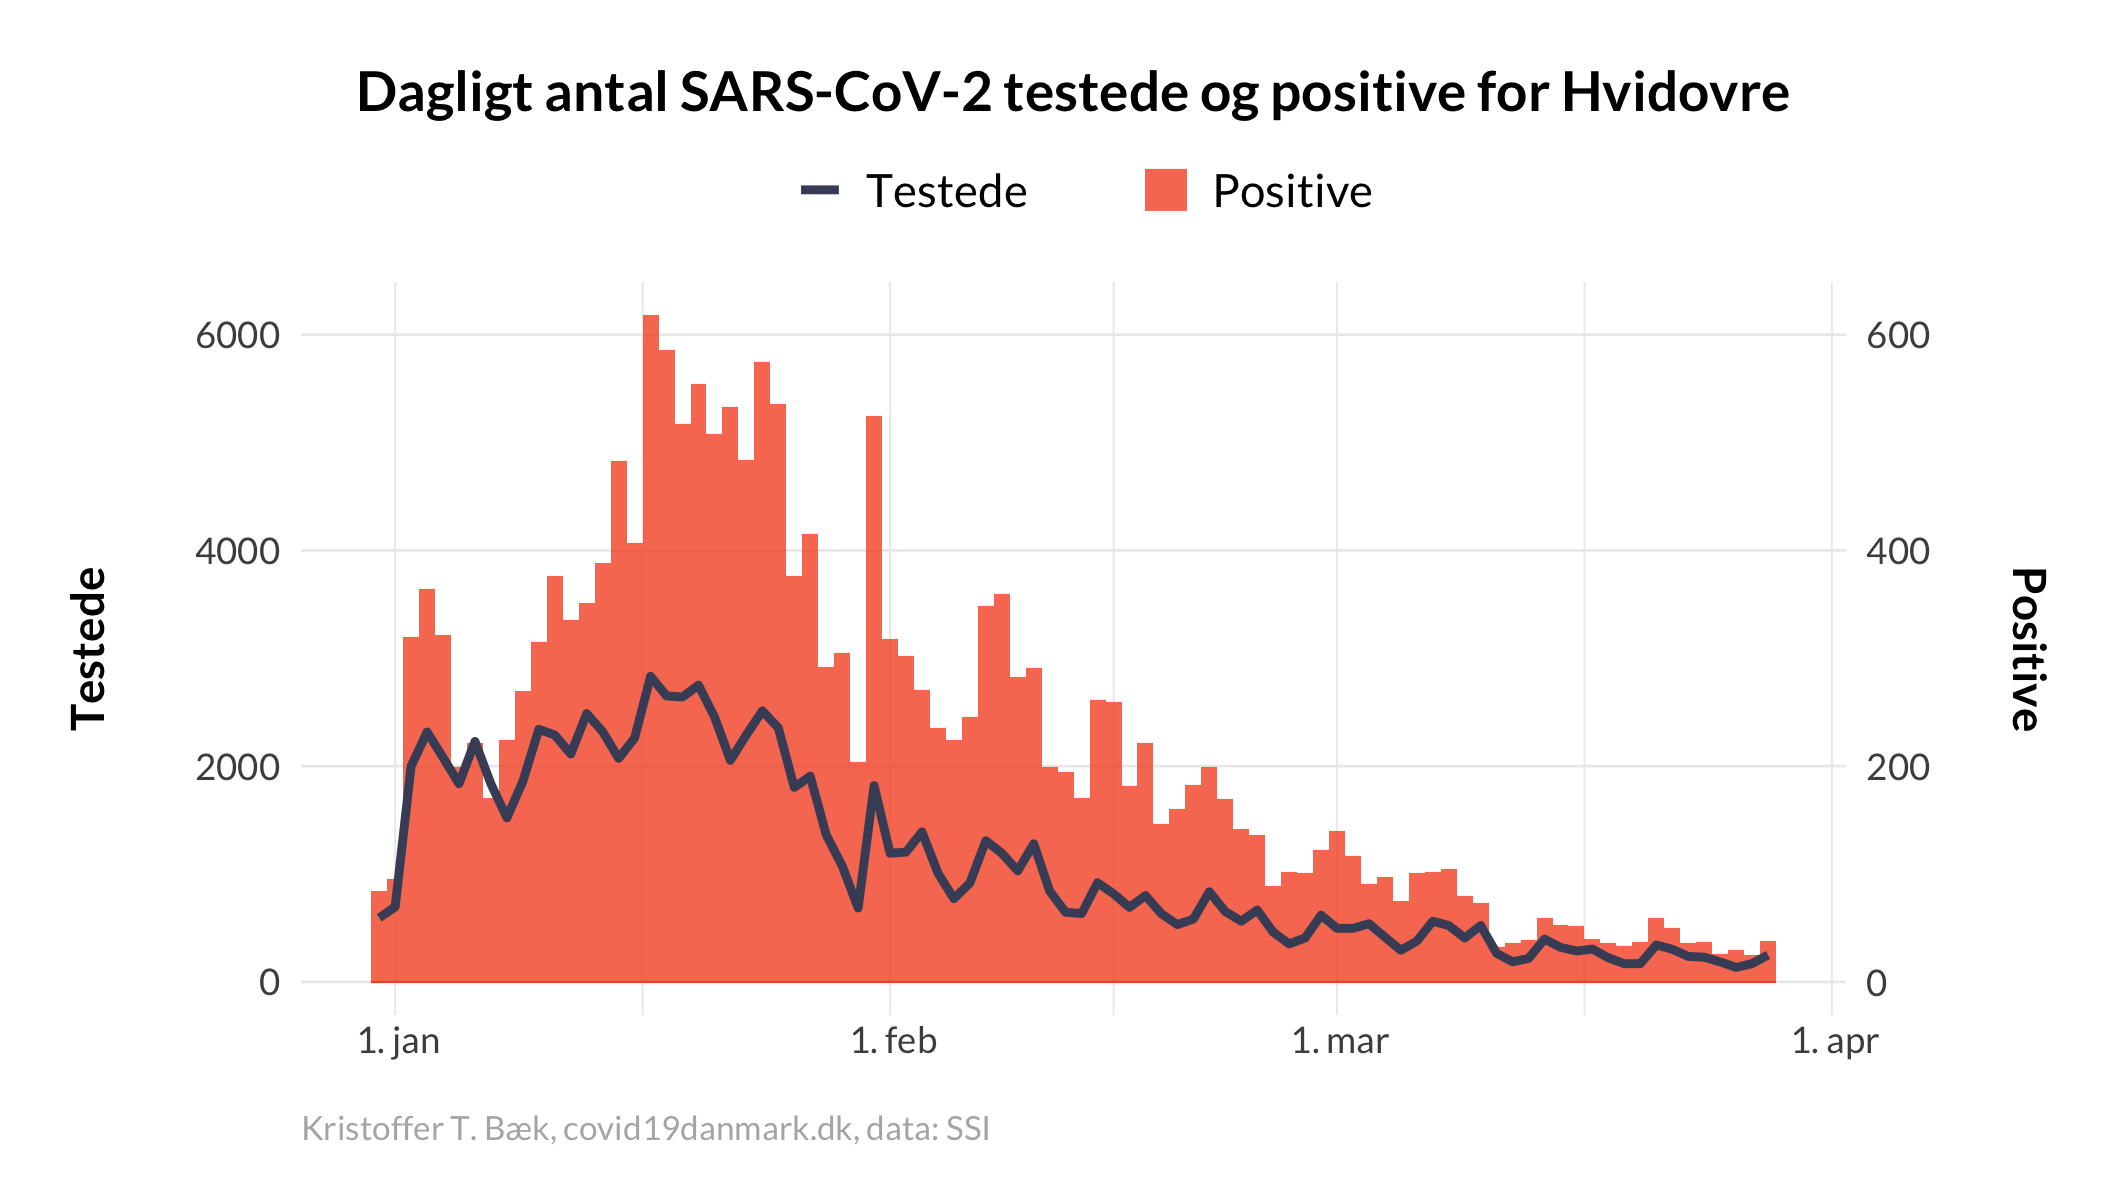 Dagligt antal SARS-CoV-2 testede og positive for Hvidovre
Testede
Positive
6000
4000
2000
0
Testede
600
400
200
0
Positive
1. jan
1. feb
1. mar
1. apr
Kristoffer T. Bæk, covid19danmark.dk, data: SSI